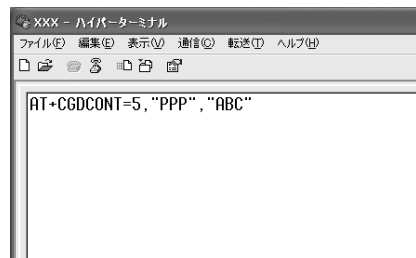 XXX - ハイパーターミナル
ファイル(F) 編集(E) 表示(V) 通信(C) 転送(T) ヘルプ(H)
AT+CGDCONT=5,"PPP","ABC"